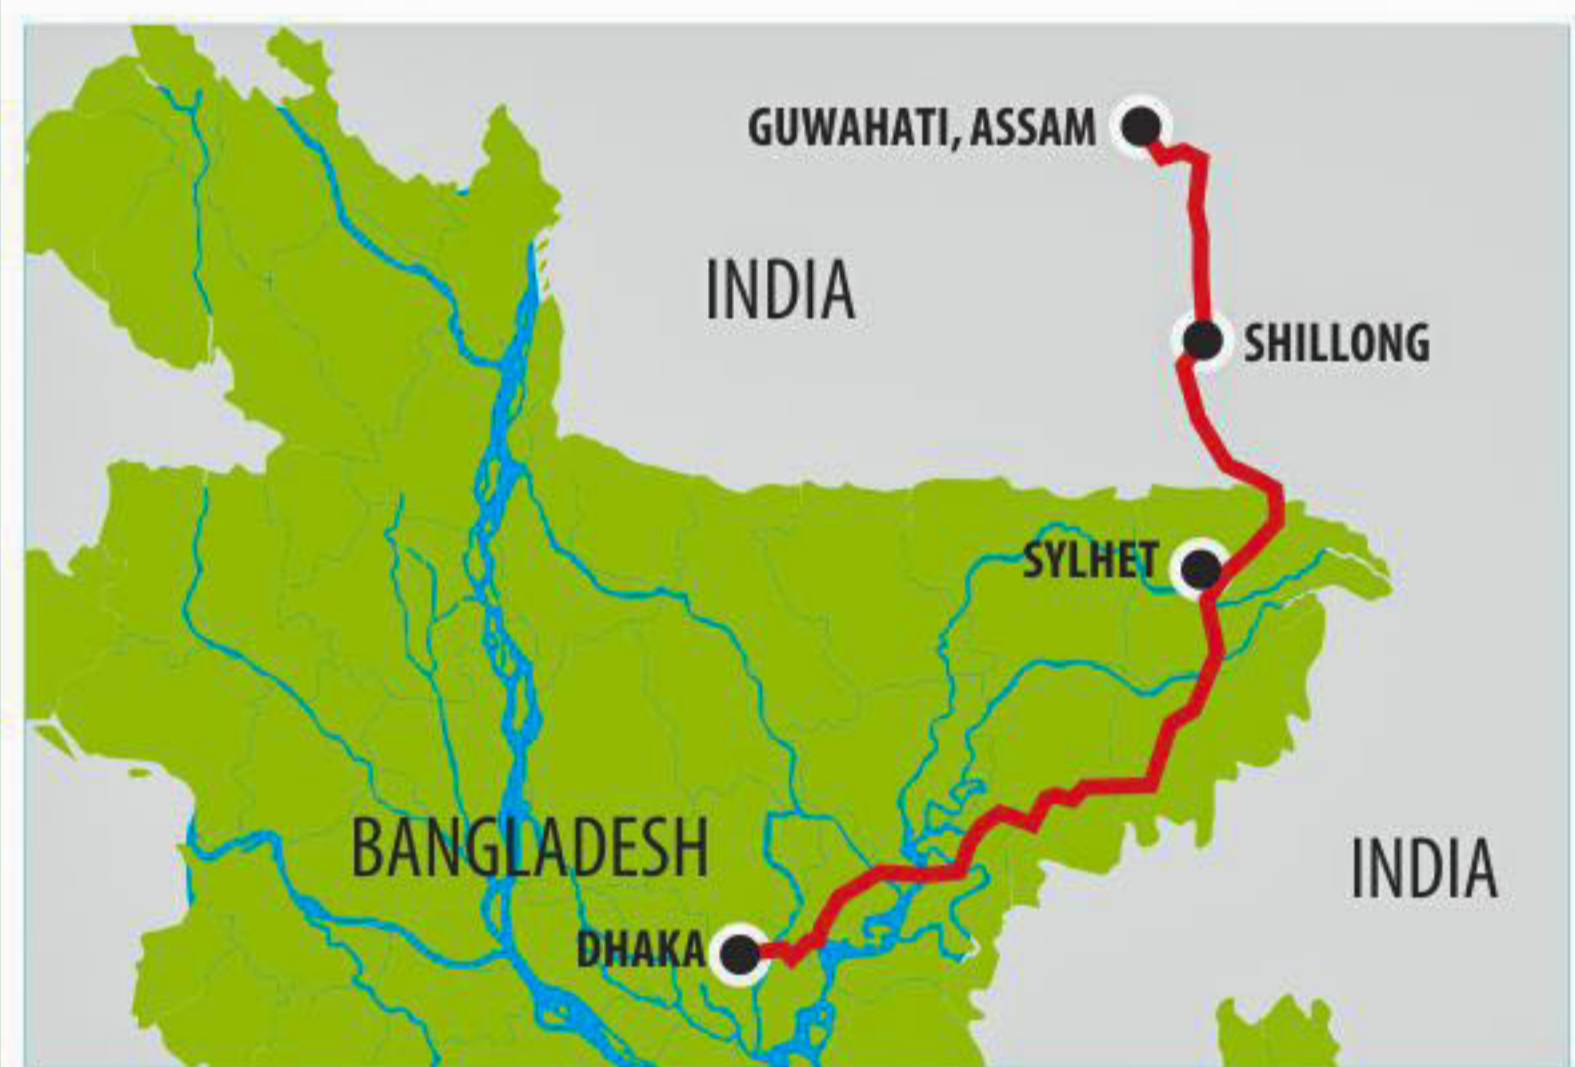 GUWAHATI, ASSAM
INDIA
SHILLONG
SYLHET
BANGLADESH
INDIA
DHAKA